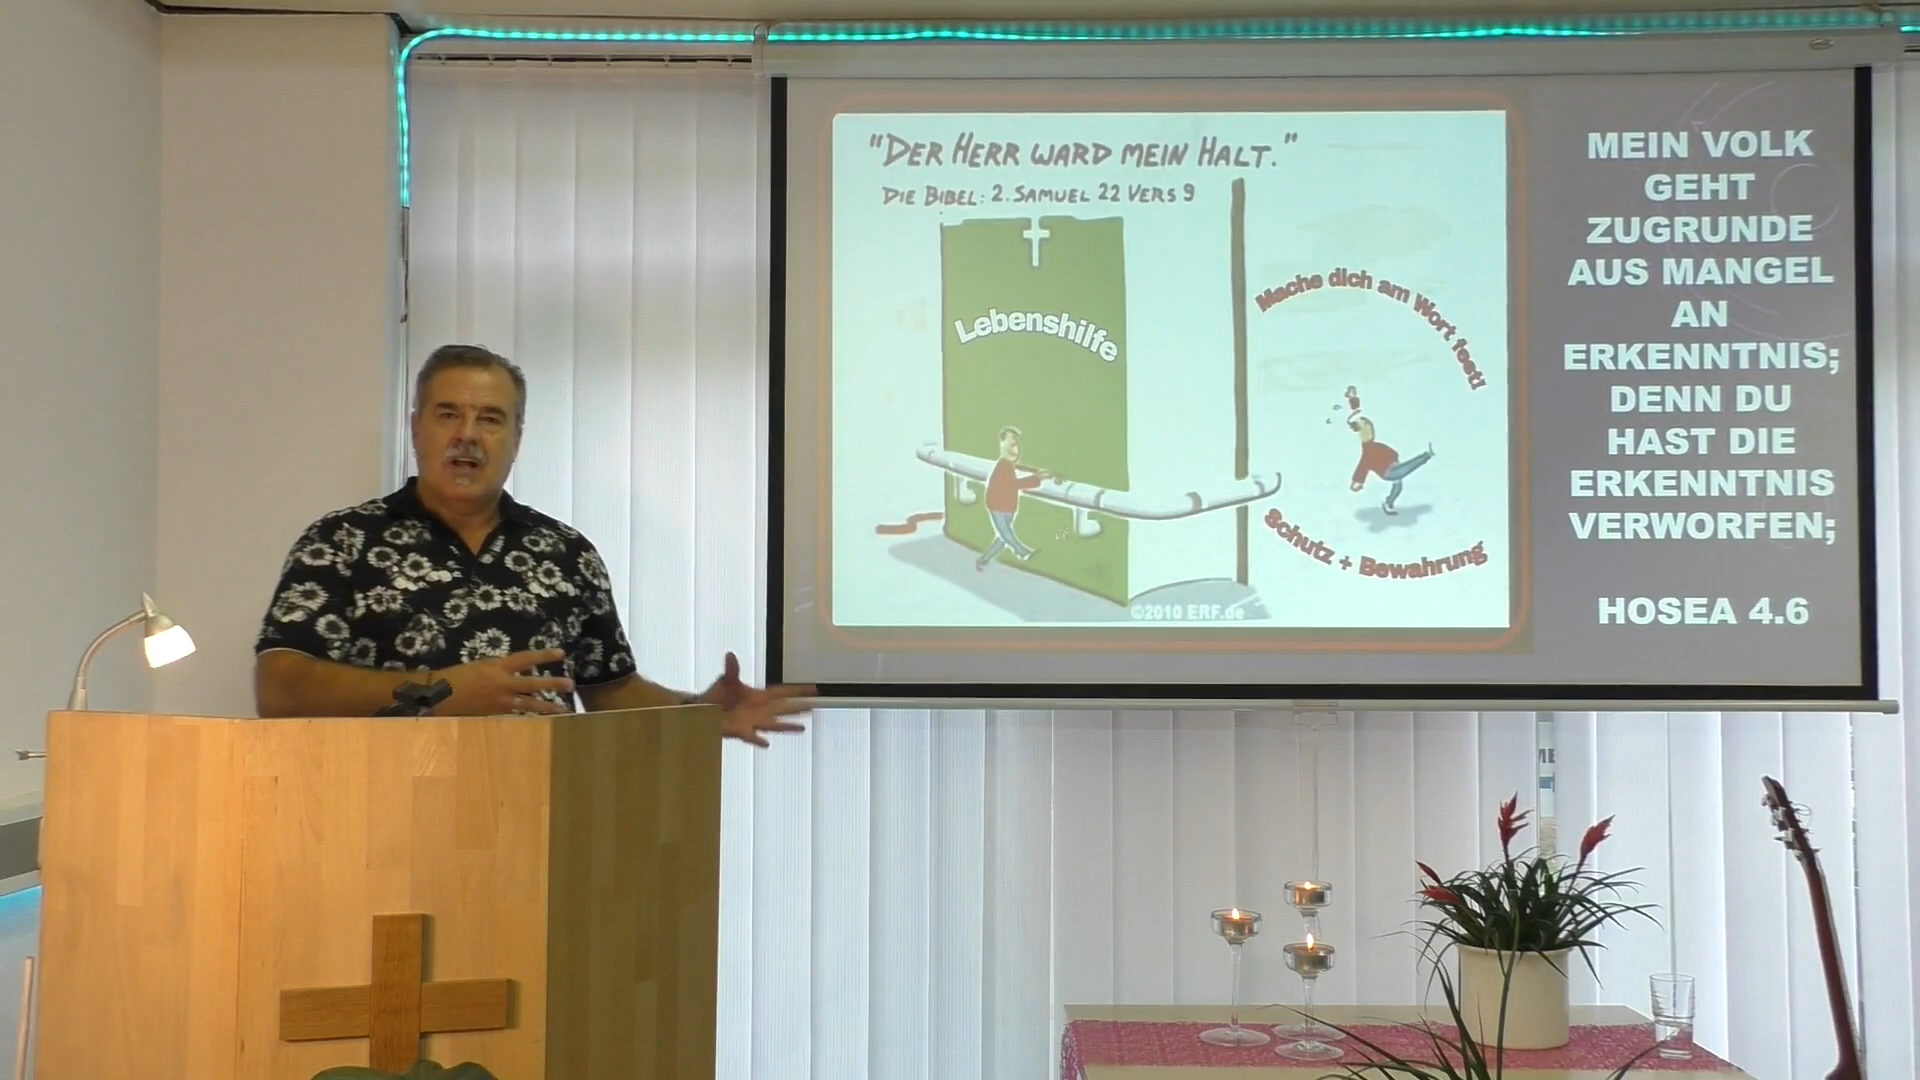 "DER HERR WARD MEIN HALT."
DIE BIBEL: 2. SAMUEL 22 VERS 9
Lebenshilfe
Mache dich am Wort fest!
Schutz + Bewahrung
©2010 ERF.de
MEIN VOLK
GEHT
ZUGRUNDE
AUS MANGEL
AN
ERKENNTNIS;
DENN DU
HAST DIE
ERKENNTNIS
VERWORFEN;
HOSEA 4.6